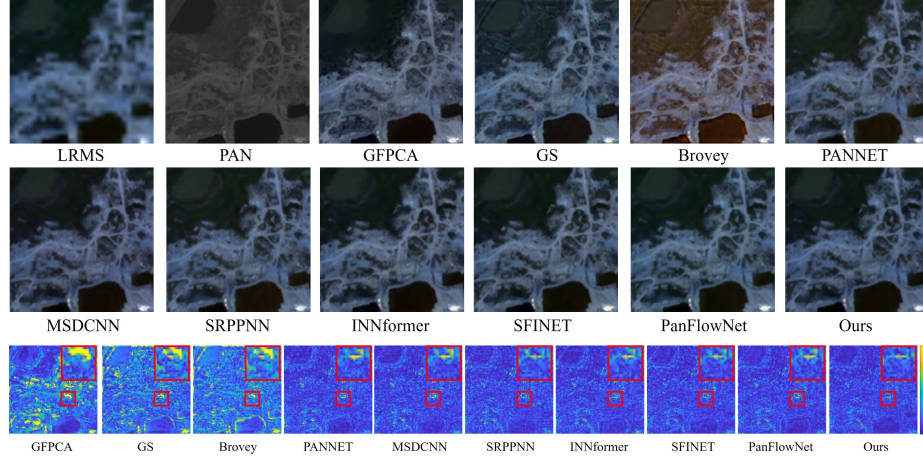 LRMS PAN GFPCA GS Brovey PANNET
MSDCNN SRPPNN INNformer SFINET PanFlowNet Ours
GFPCA GS Brovey PANNET MSDCNN SRPPNN INNformer SFINET PanFlowNet Ours